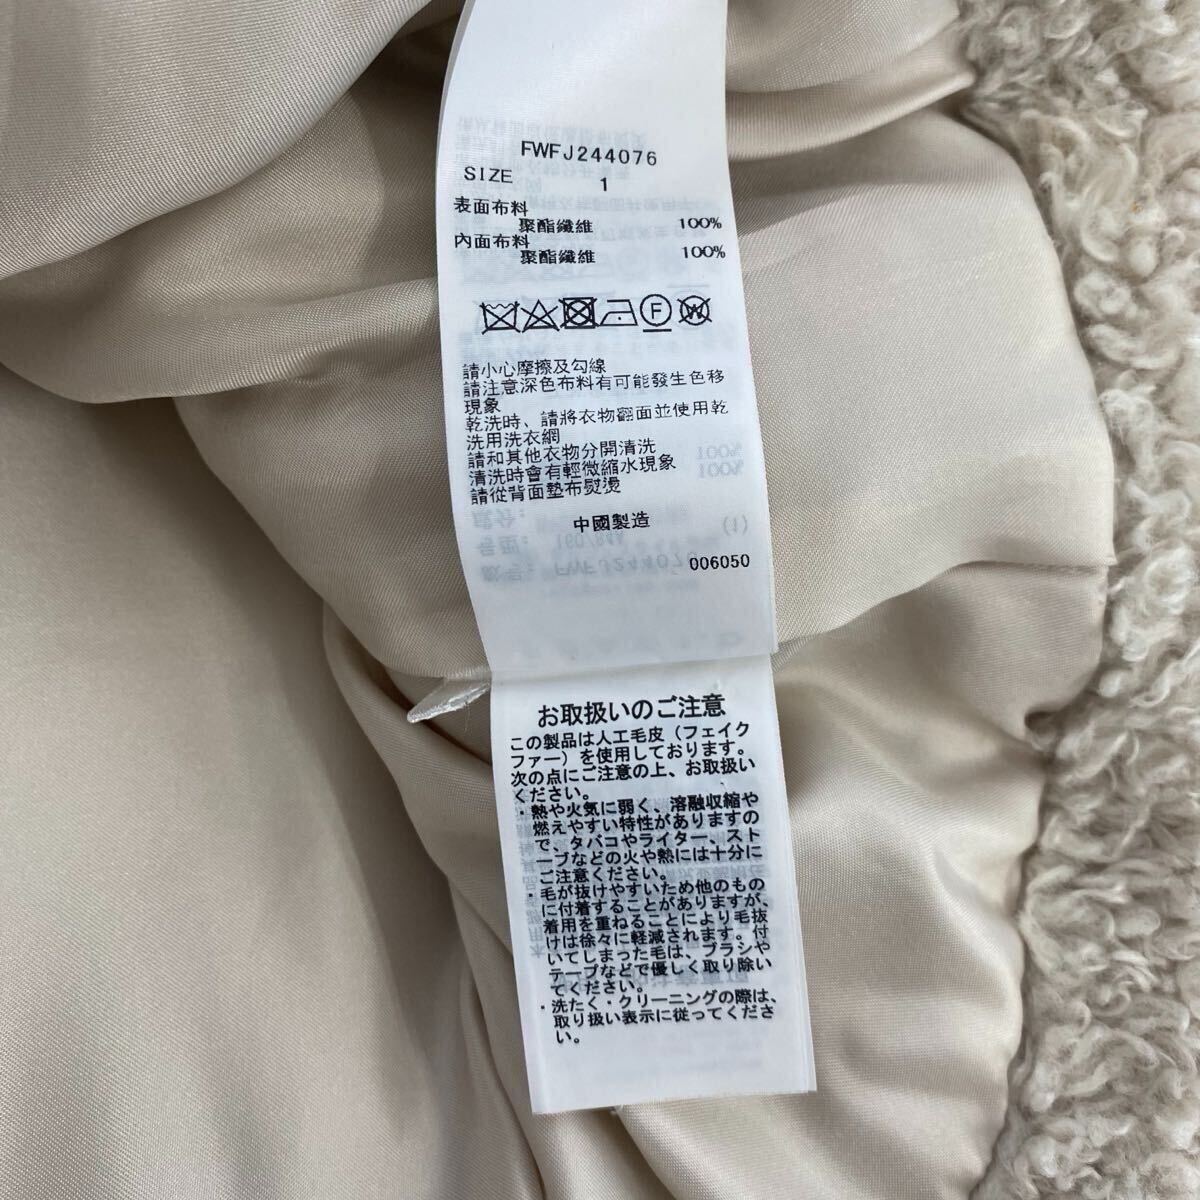 FWFJ244076
SIZE 1
表面布料
聚酯纖維 100%
內面布料
聚酯纖維 100%
F W
請小心摩擦及勾線
請注意深色布料有可能發生色移
現象
乾洗時、請將衣物翻面並使用乾
洗用洗衣網
請和其他衣物分開清洗
清洗時會有輕微縮水現象
請從背面墊布熨燙
中國製造
006050
お取扱いのご注意
この製品は人工毛皮（フェイク
ファー）を使用しております。
次の点にご注意の上、お取扱い
ください。
・熱や火気に弱く、溶融収縮や
燃えやすい特性がありますの
で、タバコやライター、スト
ーブなどの火や熱には十分に
ご注意ください。
・毛が抜けやすいため他のもの
に付着することがありますが、
着用を重ねることにより毛抜
けは徐々に軽減されます。付
いてしまった毛は、ブラシや
テープなどで優しく取り除い
てください。
・洗たく・クリーニングの際は、
取り扱い表示に従ってくださ
い。